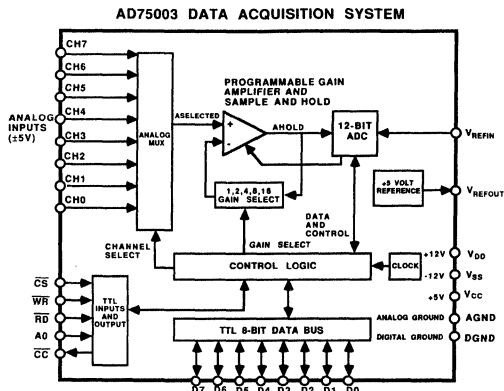 AD75003 DATA ACQUISITION SYSTEM
CH7
CH6
CH5
CH4
CH3
CH2
CH1
CH0
ANALOG
INPUTS
(±5V)
ANALOG
MUX
ASELECTED
PROGRAMMABLE GAIN
AMPLIFIER AND
SAMPLE AND HOLD
+
-
AHOLD
12-BIT
ADC
VREFIN
+5 VOLT
REFERENCE
VREFOUT
1,2,4,8,16
GAIN SELECT
DATA
AND
CONTROL
CHANNEL
SELECT
GAIN SELECT
CONTROL LOGIC
CLOCK
+12V VDD
-12V VSS
+5V VCC
ANALOG GROUND AGND
DIGITAL GROUND DGND
CS
WR
RD
A0
CC
TTL
INPUTS
AND
OUTPUT
TTL 8-BIT DATA BUS
D7 D6 D5 D4 D3 D2 D1 D0